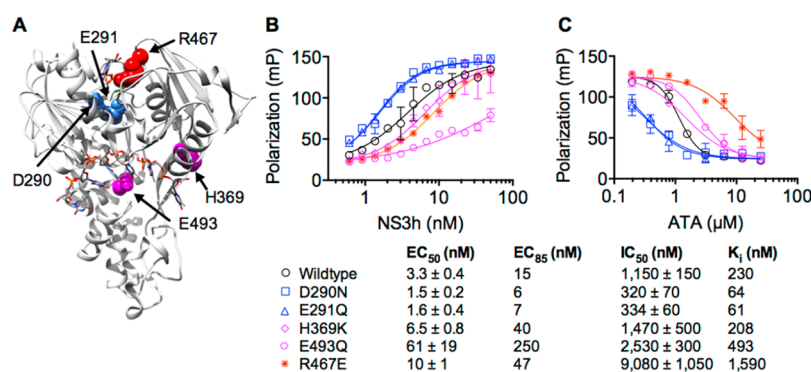 A
E291
R467
D290
H369
E493
B
Polarization (mP)
150
100
50
0
1
10
100
NS3h (nM)
C
Polarization (mP)
150
100
50
0
0.1
1
10
100
ATA (µM)
EC50 (nM) EC85 (nM) IC50 (nM) Ki (nM)
Wildtype 3.3 ± 0.4 15 1,150 ± 150 230
D290N 1.5 ± 0.2 6 320 ± 70 64
E291Q 1.6 ± 0.4 7 334 ± 60 61
H369K 6.5 ± 0.8 40 1,470 ± 500 208
E493Q 61 ± 19 250 2,530 ± 300 493
R467E 10 ± 1 47 9,080 ± 1,050 1,590